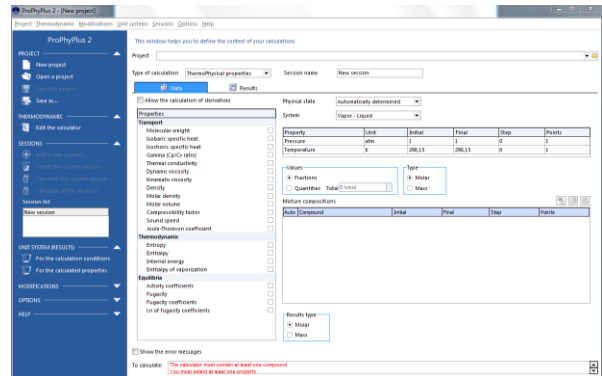 ProPhyPlus 2 - [New project]
Project Thermodynamic Modifications Unit systems Sessions Options Help
ProPhyPlus 2
PROJECT
New project
Open a project
Save this project
Save as...
THERMODYNAMIC
Edit the calculator
SESSIONS
Add a new session
Delete the current session
Calculate the current session
Calculate all the sessions
Session list
New session
UNIT SYSTEM (RESULTS)
For the calculation conditions
For the calculated properties
MODIFICATIONS
OPTIONS
HELP
This window helps you to define the content of your calculations
Project
Type of calculation ThermoPhysical properties Session name New session
Data Results
Allow the calculation of derivatives
Properties
Transport
Molecular weight
Isobaric specific heat
Isochoric specific heat
Gamma (Cp/Cv ratio)
Thermal conductivity
Dynamic viscosity
Kinematic viscosity
Density
Molar density
Molar volume
Compressibility factor
Sound speed
Joule-Thomson coefficient
Thermodynamic
Entropy
Enthalpy
Internal energy
Enthalpy of vaporization
Equilibria
Activity coefficients
Fugacity
Fugacity coefficients
Ln of fugacity coefficients
Physical state Automatically determined
System Vapor - Liquid
Property Unit Initial Final Step Points
Pressure atm 1 1 0 1
Temperature K 298,15 298,15 0 1
Values
Fractions
Quantities Total 0 kmol
Type
Molar
Mass
Mixture compositions
Auto Compound Initial Final Step Points
Results type
Molar
Mass
Show the error messages
To calculate The calculator must contain at least one compound
You must select at least one property